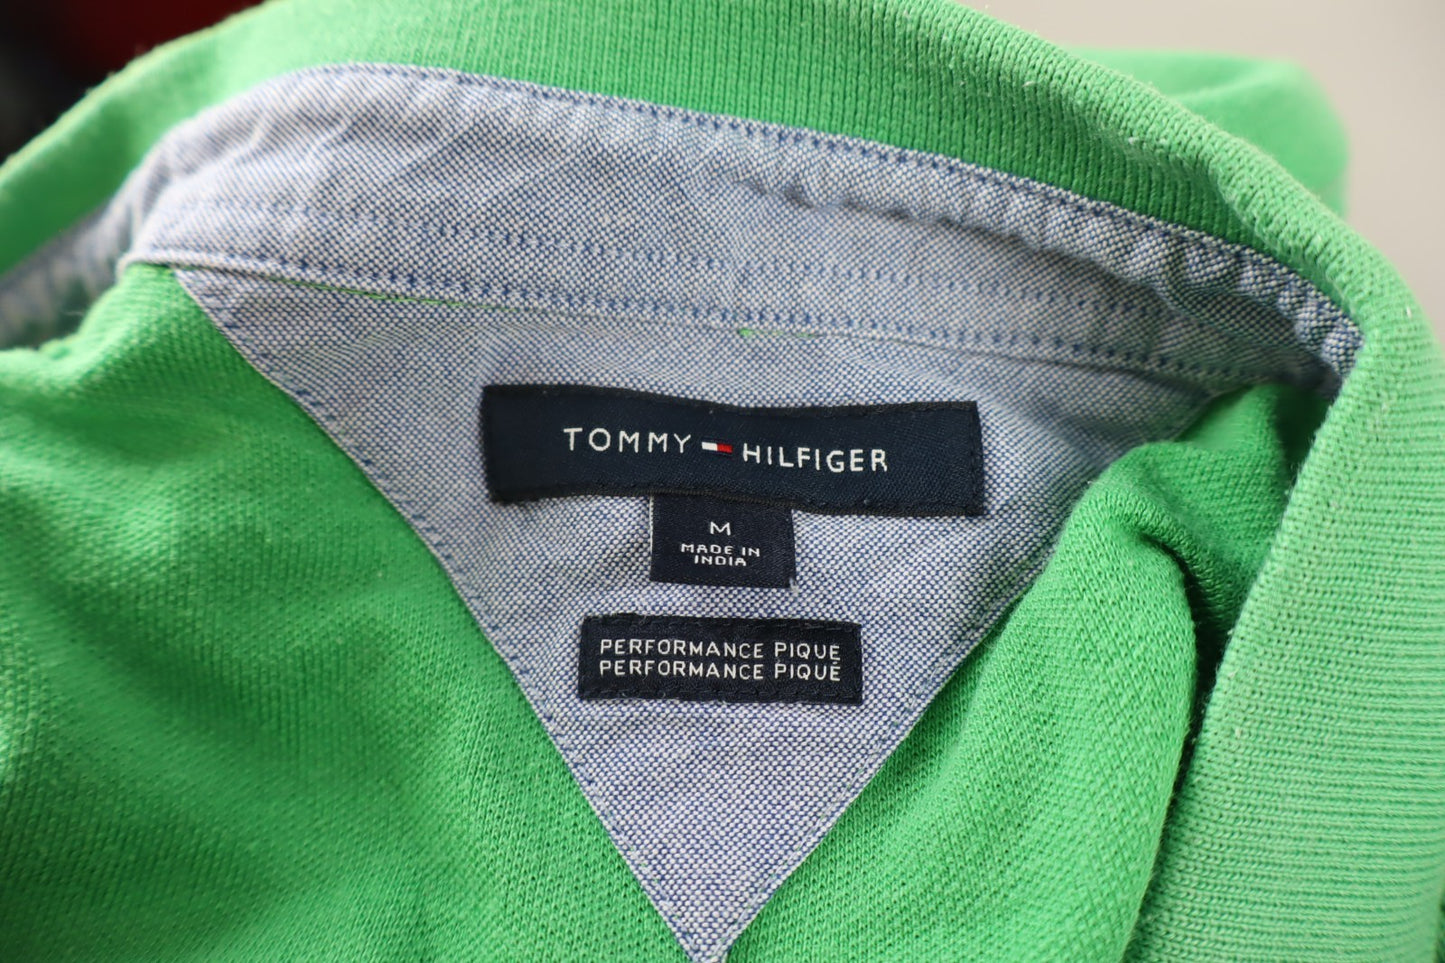 TOMMY HILFIGER
M
MADE IN
INDIA
PERFORMANCE PIQUE
PERFORMANCE PIQUÉ